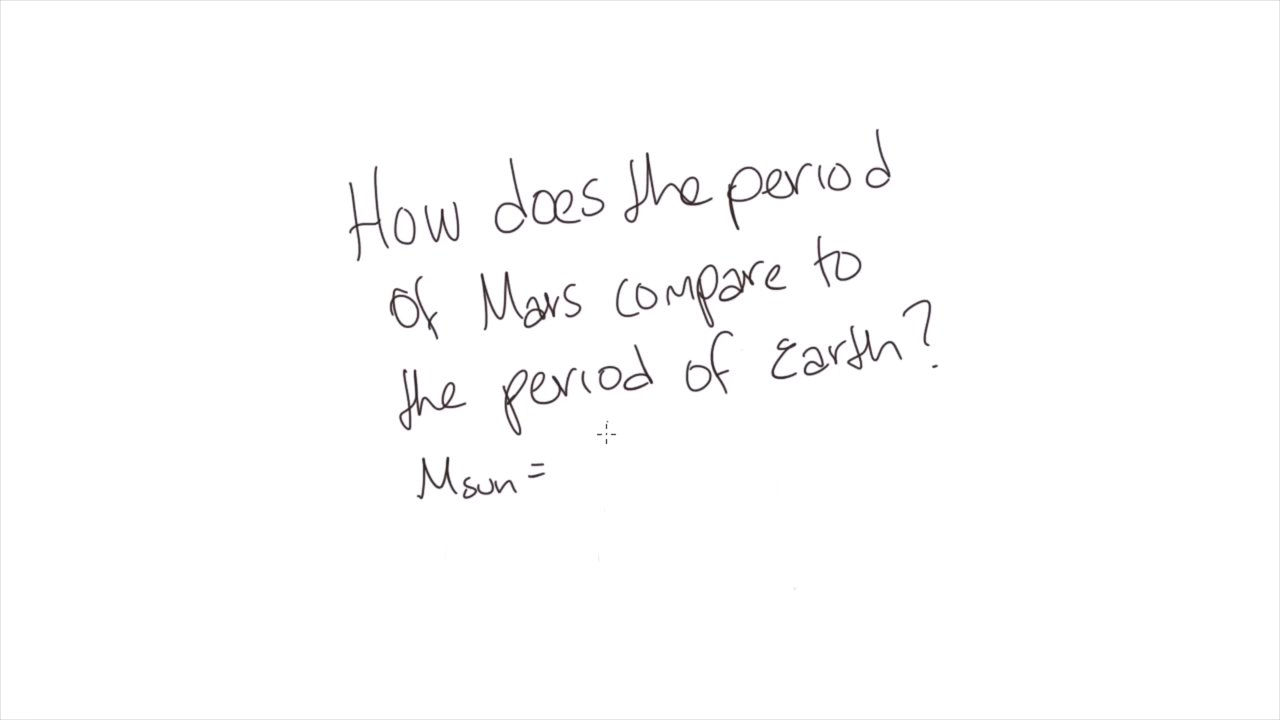 How does the period
of Mars compare to
the period of Earth?
Msun =